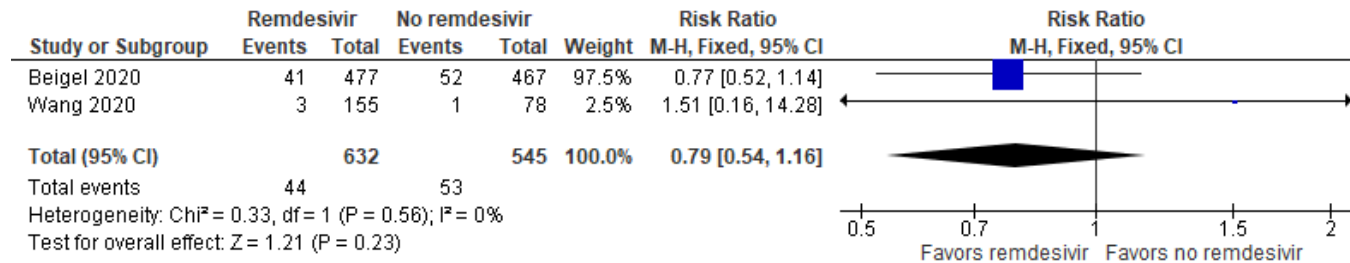 Remdesivir No remdesivir Risk Ratio Risk Ratio
Study or Subgroup Events Total Events Total Weight M-H, Fixed, 95% CI M-H, Fixed, 95% CI
Beigel 2020 41 477 52 467 97.5% 0.77 [0.52, 1.14]
Wang 2020 3 155 1 78 2.5% 1.51 [0.16, 14.28]
Total (95% CI) 632 545 100.0% 0.79 [0.54, 1.16]
Total events 44 53
Heterogeneity: Chi² = 0.33, df = 1 (P = 0.56); I² = 0%
Test for overall effect: Z = 1.21 (P = 0.23)
0.5 0.7 1 1.5 2
Favors remdesivir Favors no remdesivir